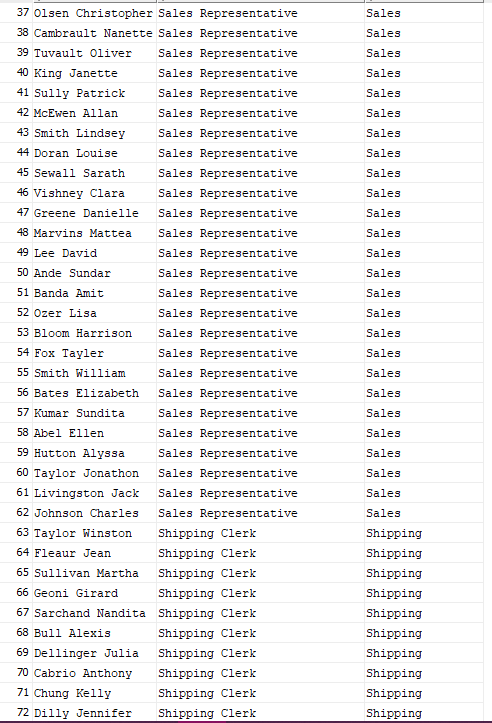 37 Olsen Christopher Sales Representative Sales
38 Cambrault Nanette Sales Representative Sales
39 Tuvault Oliver Sales Representative Sales
40 King Janette Sales Representative Sales
41 Sully Patrick Sales Representative Sales
42 McEwen Allan Sales Representative Sales
43 Smith Lindsey Sales Representative Sales
44 Doran Louise Sales Representative Sales
45 Sewall Sarath Sales Representative Sales
46 Vishney Clara Sales Representative Sales
47 Greene Danielle Sales Representative Sales
48 Marvins Mattea Sales Representative Sales
49 Lee David Sales Representative Sales
50 Ande Sundar Sales Representative Sales
51 Banda Amit Sales Representative Sales
52 Ozer Lisa Sales Representative Sales
53 Bloom Harrison Sales Representative Sales
54 Fox Tayler Sales Representative Sales
55 Smith William Sales Representative Sales
56 Bates Elizabeth Sales Representative Sales
57 Kumar Sundita Sales Representative Sales
58 Abel Ellen Sales Representative Sales
59 Hutton Alyssa Sales Representative Sales
60 Taylor Jonathon Sales Representative Sales
61 Livingston Jack Sales Representative Sales
62 Johnson Charles Sales Representative Sales
63 Taylor Winston Shipping Clerk Shipping
64 Fleaur Jean Shipping Clerk Shipping
65 Sullivan Martha Shipping Clerk Shipping
66 Geoni Girard Shipping Clerk Shipping
67 Sarchand Nandita Shipping Clerk Shipping
68 Bull Alexis Shipping Clerk Shipping
69 Dellinger Julia Shipping Clerk Shipping
70 Cabrio Anthony Shipping Clerk Shipping
71 Chung Kelly Shipping Clerk Shipping
72 Dilly Jennifer Shipping Clerk Shipping